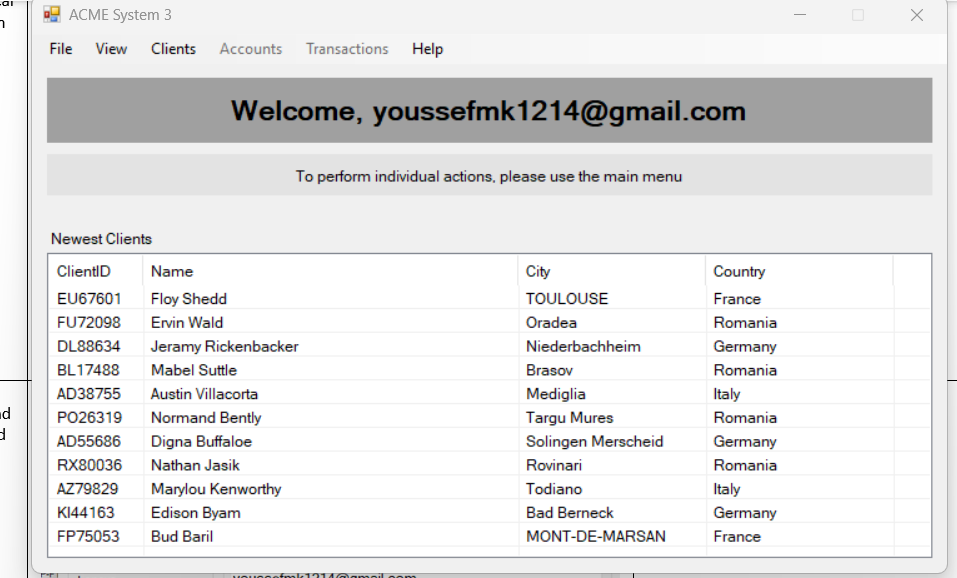 ACME System 3
File View Clients Accounts Transactions Help
Welcome, youssefmk1214@gmail.com
To perform individual actions, please use the main menu
Newest Clients
ClientID Name City Country
EU67601 Floy Shedd TOULOUSE France
FU72098 Ervin Wald Oradea Romania
DL88634 Jeramy Rickenbacker Niederbachheim Germany
BL17488 Mabel Suttle Brasov Romania
AD38755 Austin Villacorta Mediglia Italy
PO26319 Normand Bently Targu Mures Romania
AD55686 Digna Buffaloe Solingen Merscheid Germany
RX80036 Nathan Jasik Rovinari Romania
AZ79829 Marylou Kenworthy Todiano Italy
KI44163 Edison Byam Bad Berneck Germany
FP75053 Bud Baril MONT-DE-MARSAN France
youssefmk1214@gmail.com